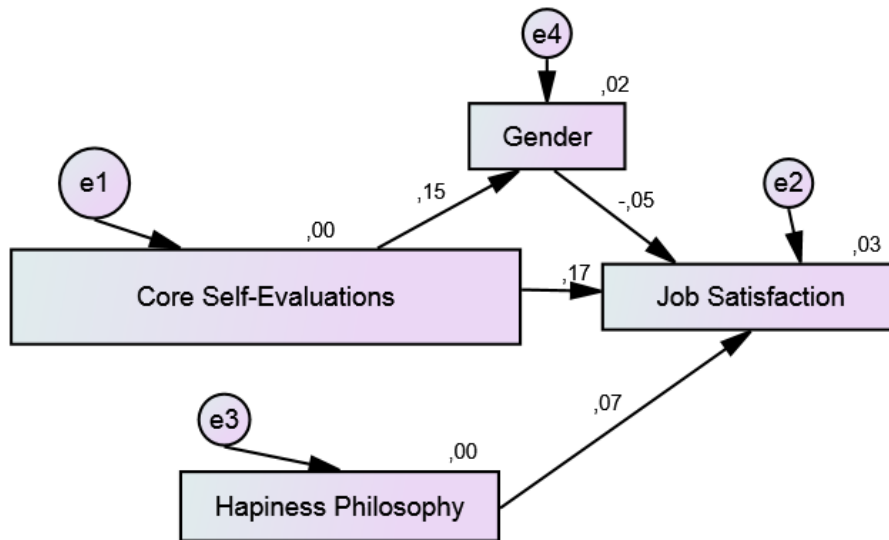 e4
,02
Gender
e1
,15
-,05
e2
,00
,03
Core Self-Evaluations
,17
Job Satisfaction
e3
,07
,00
Hapiness Philosophy